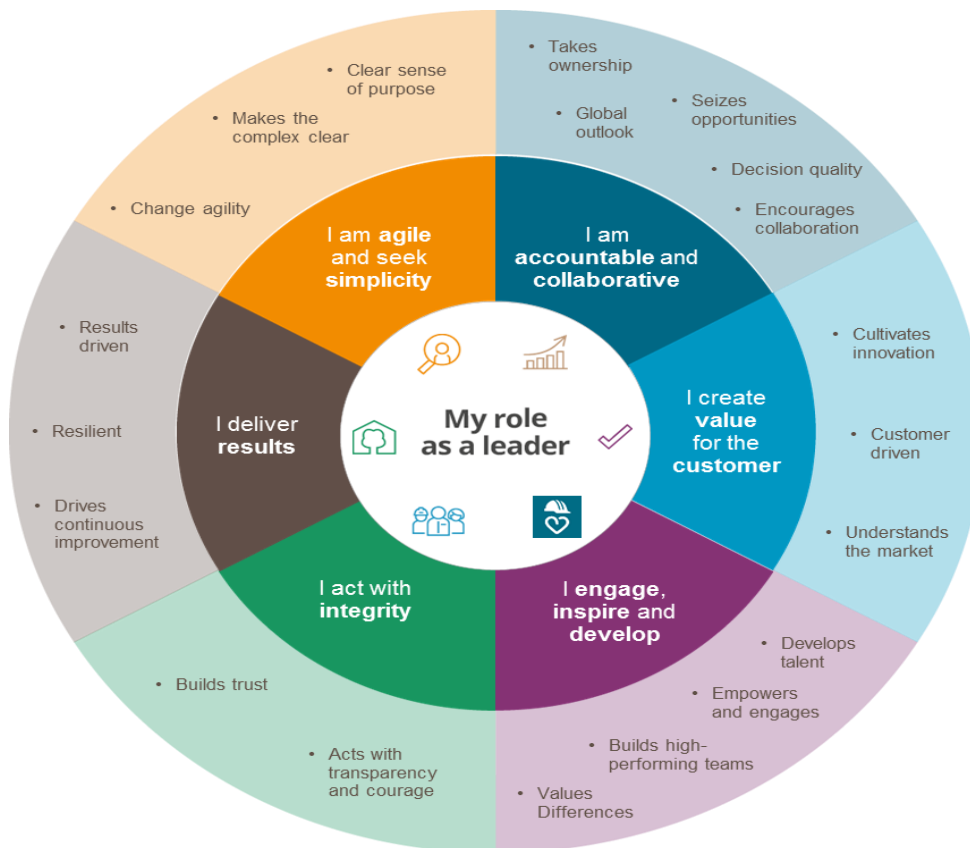 My role
as a leader
I am agile
and seek
simplicity
• Clear sense
of purpose
• Makes the
complex clear
• Change agility
I am
accountable and
collaborative
• Takes
ownership
• Global
outlook
• Seizes
opportunities
• Decision quality
• Encourages
collaboration
I create
value
for the
customer
• Cultivates
innovation
• Customer
driven
• Understands
the market
I engage,
inspire and
develop
• Develops
talent
• Empowers
and engages
• Builds high-
performing teams
• Values
Differences
I act with
integrity
• Builds trust
• Acts with
transparency
and courage
I deliver
results
• Results
driven
• Resilient
• Drives
continuous
improvement